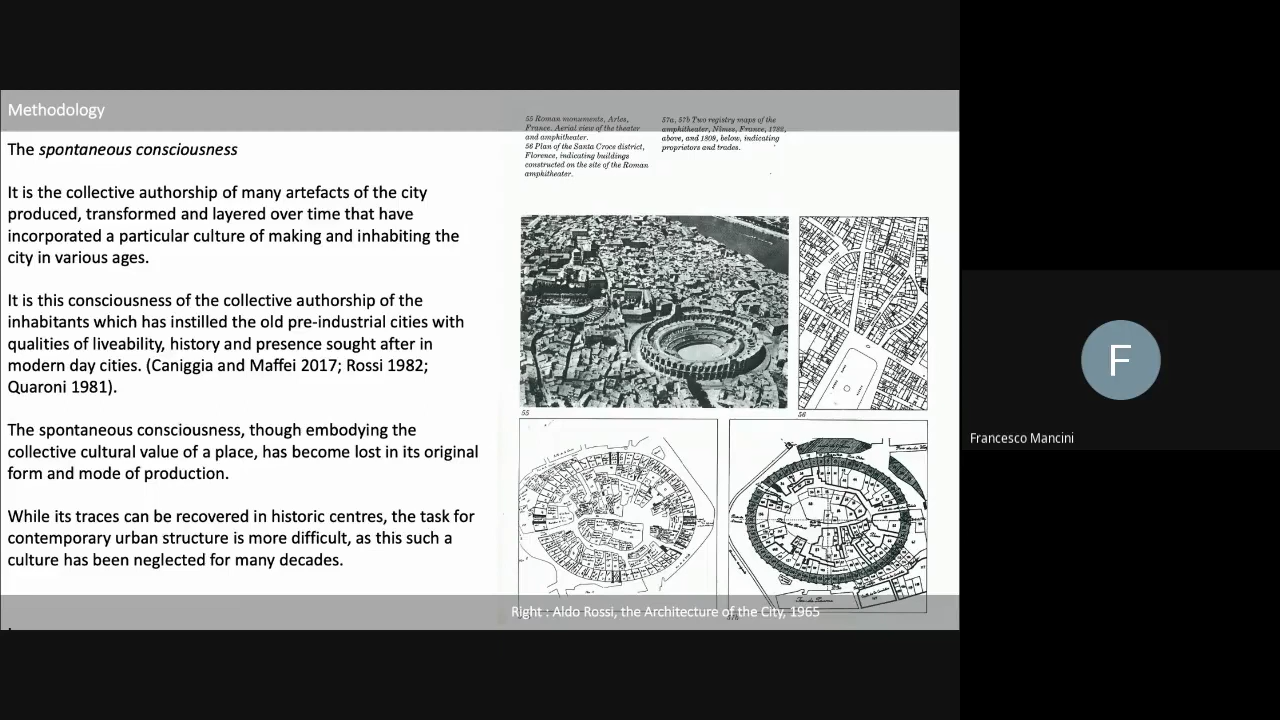 Methodology
The spontaneous consciousness
It is the collective authorship of many artefacts of the city
produced, transformed and layered over time that have
incorporated a particular culture of making and inhabiting the
city in various ages.
It is this consciousness of the collective authorship of the
inhabitants which has instilled the old pre-industrial cities with
qualities of liveability, history and presence sought after in
modern day cities. (Caniggia and Maffei 2017; Rossi 1982;
Quaroni 1981).
The spontaneous consciousness, though embodying the
collective cultural value of a place, has become lost in its original
form and mode of production.
While its traces can be recovered in historic centres, the task for
contemporary urban structure is more difficult, as this such a
culture has been neglected for many decades.
55 Roman monuments, Arles,
France. Aerial view of the theater
and amphitheater.
56 Plan of the Santa Croce district,
Florence, indicating buildings
constructed on the site of the Roman
amphitheater.
57a, 57b Two registry maps of the
amphitheater, Nîmes, France, 1782,
above, and 1809, below, indicating
proprietors and trades.
55
56
Right : Aldo Rossi, the Architecture of the City, 1965
F
Francesco Mancini